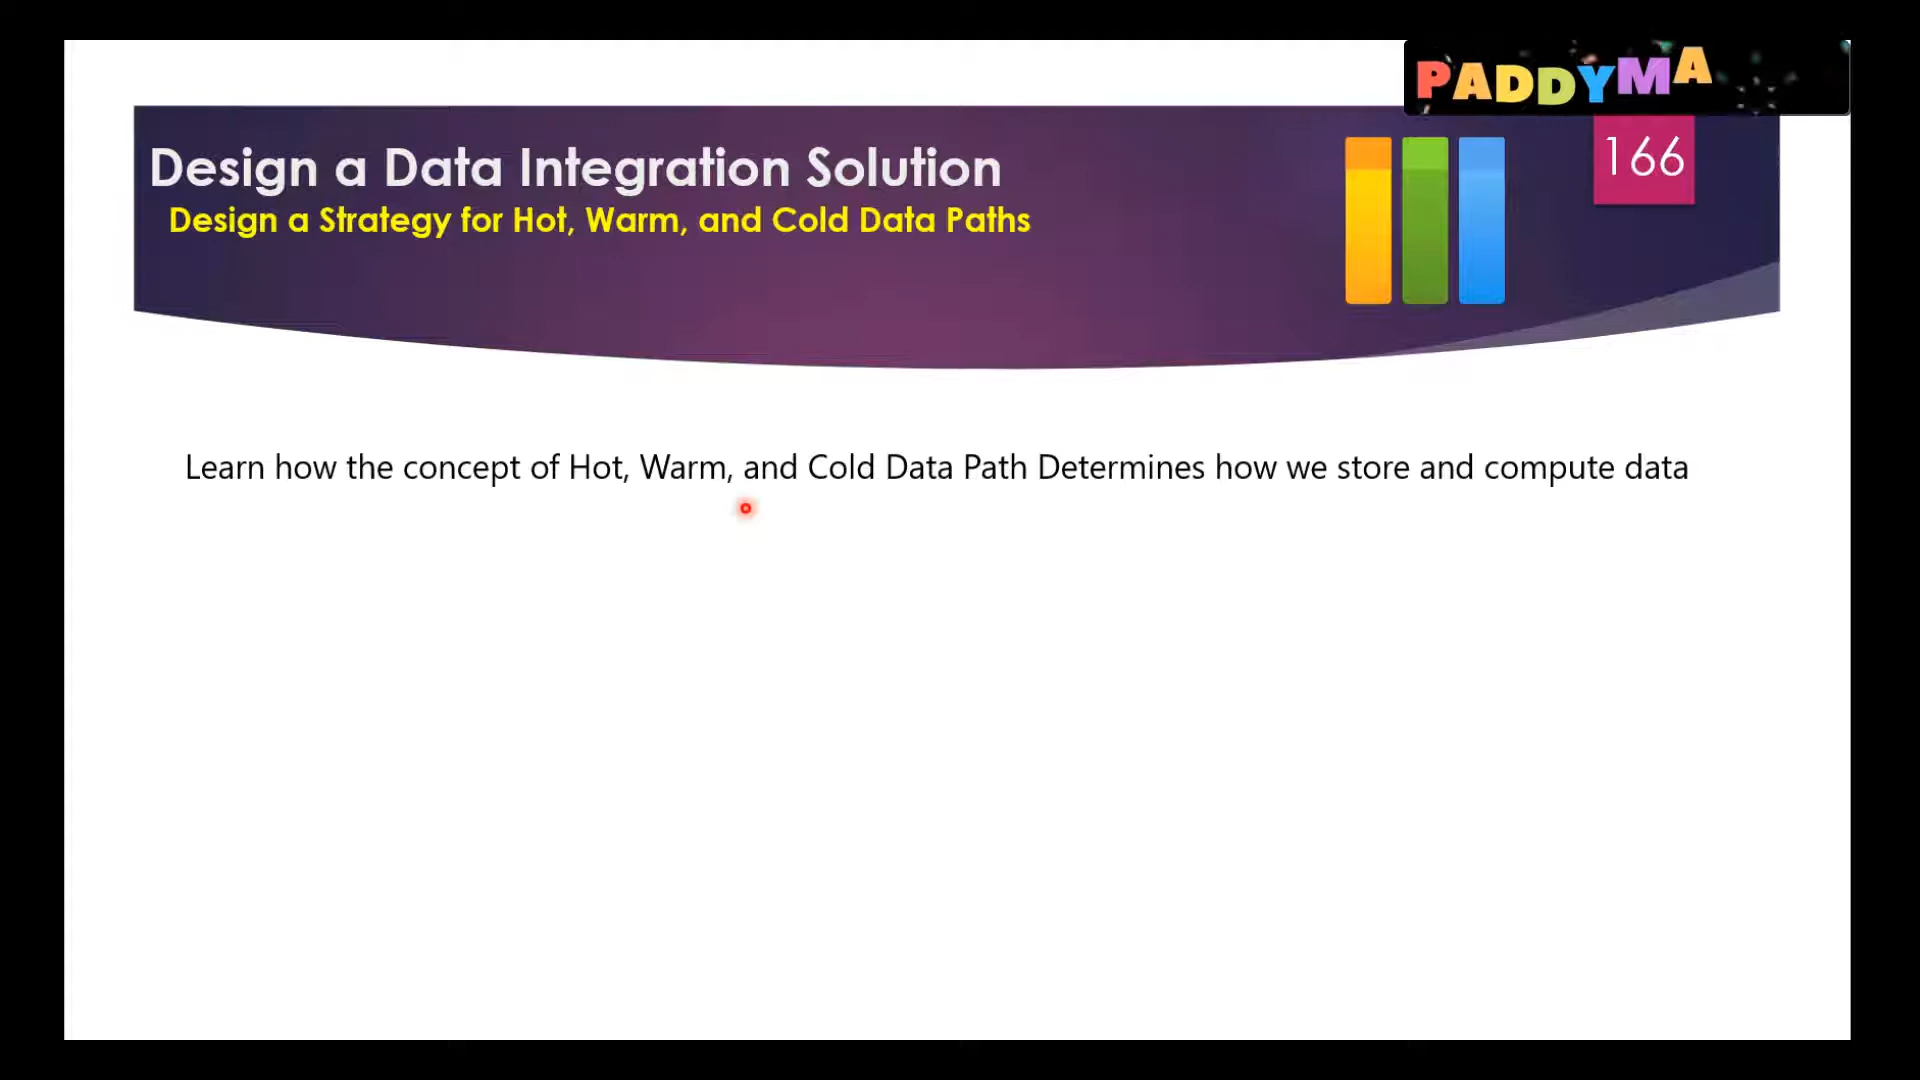 PADDYMA
166
Design a Data Integration Solution
Design a Strategy for Hot, Warm, and Cold Data Paths
Learn how the concept of Hot, Warm, and Cold Data Path Determines how we store and compute data